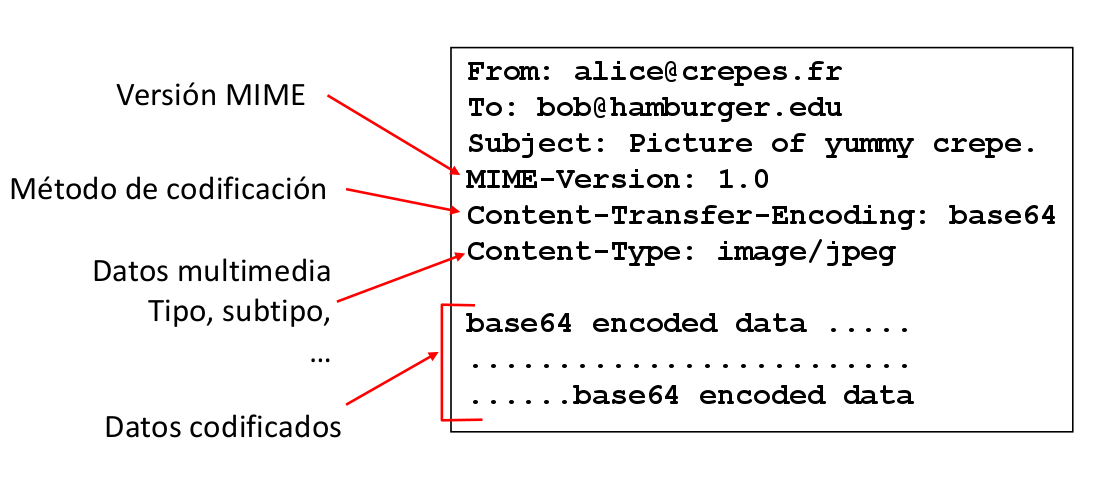 Versión MIME
Método de codificación
Datos multimedia
Tipo, subtipo,
...
Datos codificados
From: alice@crepes.fr
To: bob@hamburger.edu
Subject: Picture of yummy crepe.
MIME-Version: 1.0
Content-Transfer-Encoding: base64
Content-Type: image/jpeg
base64 encoded data .....
.........................
......base64 encoded data